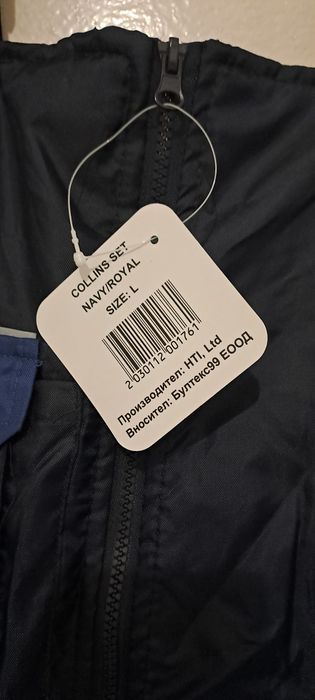 COLLINS SET
NAVY/ROYAL
SIZE: L
2 030112 001761
Производител: HTI, Ltd
Вносител: Бултекс99 ЕООД